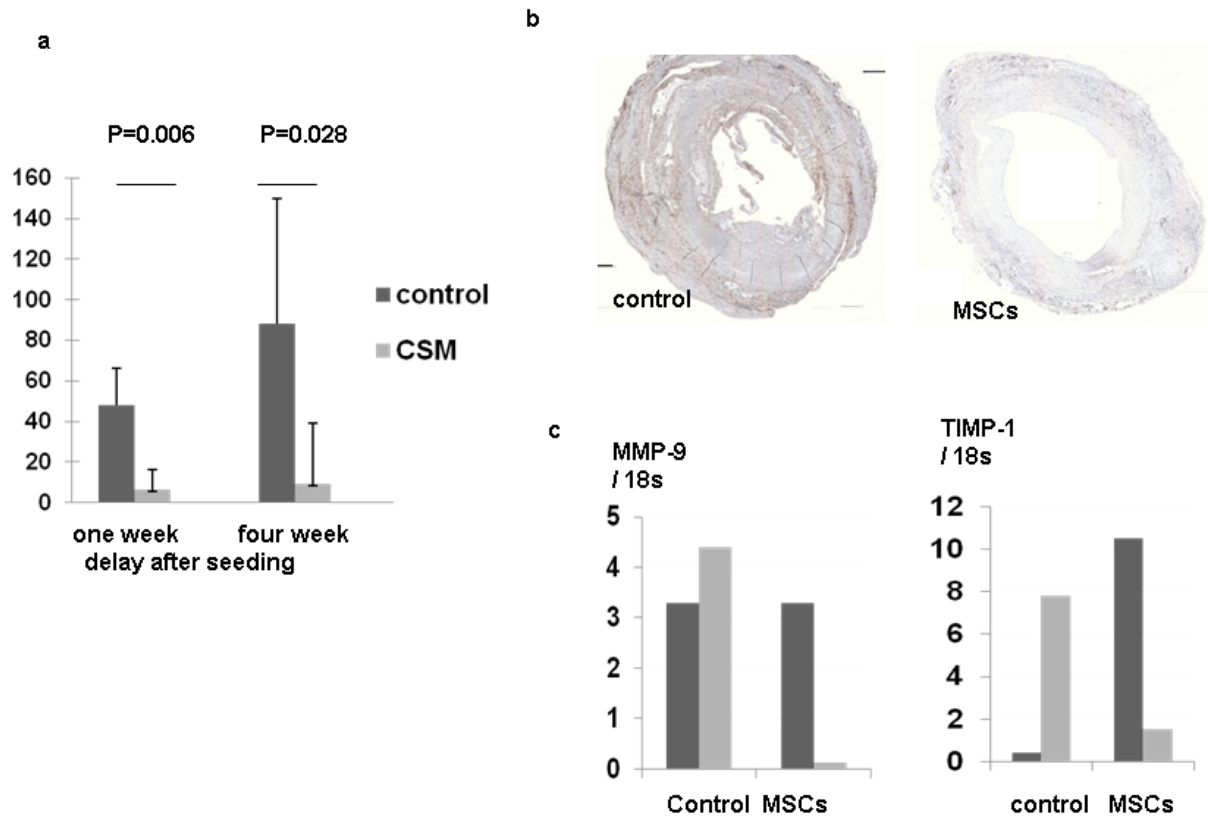 a
P=0.006 P=0.028
160
140
120
100
80
60
40
20
0
control
CSM
one week four week
delay after seeding
b
control
MSCs
c
MMP-9
/ 18s
5
4
3
2
1
0
Control MSCs
TIMP-1
/ 18s
12
10
8
6
4
2
0
control MSCs